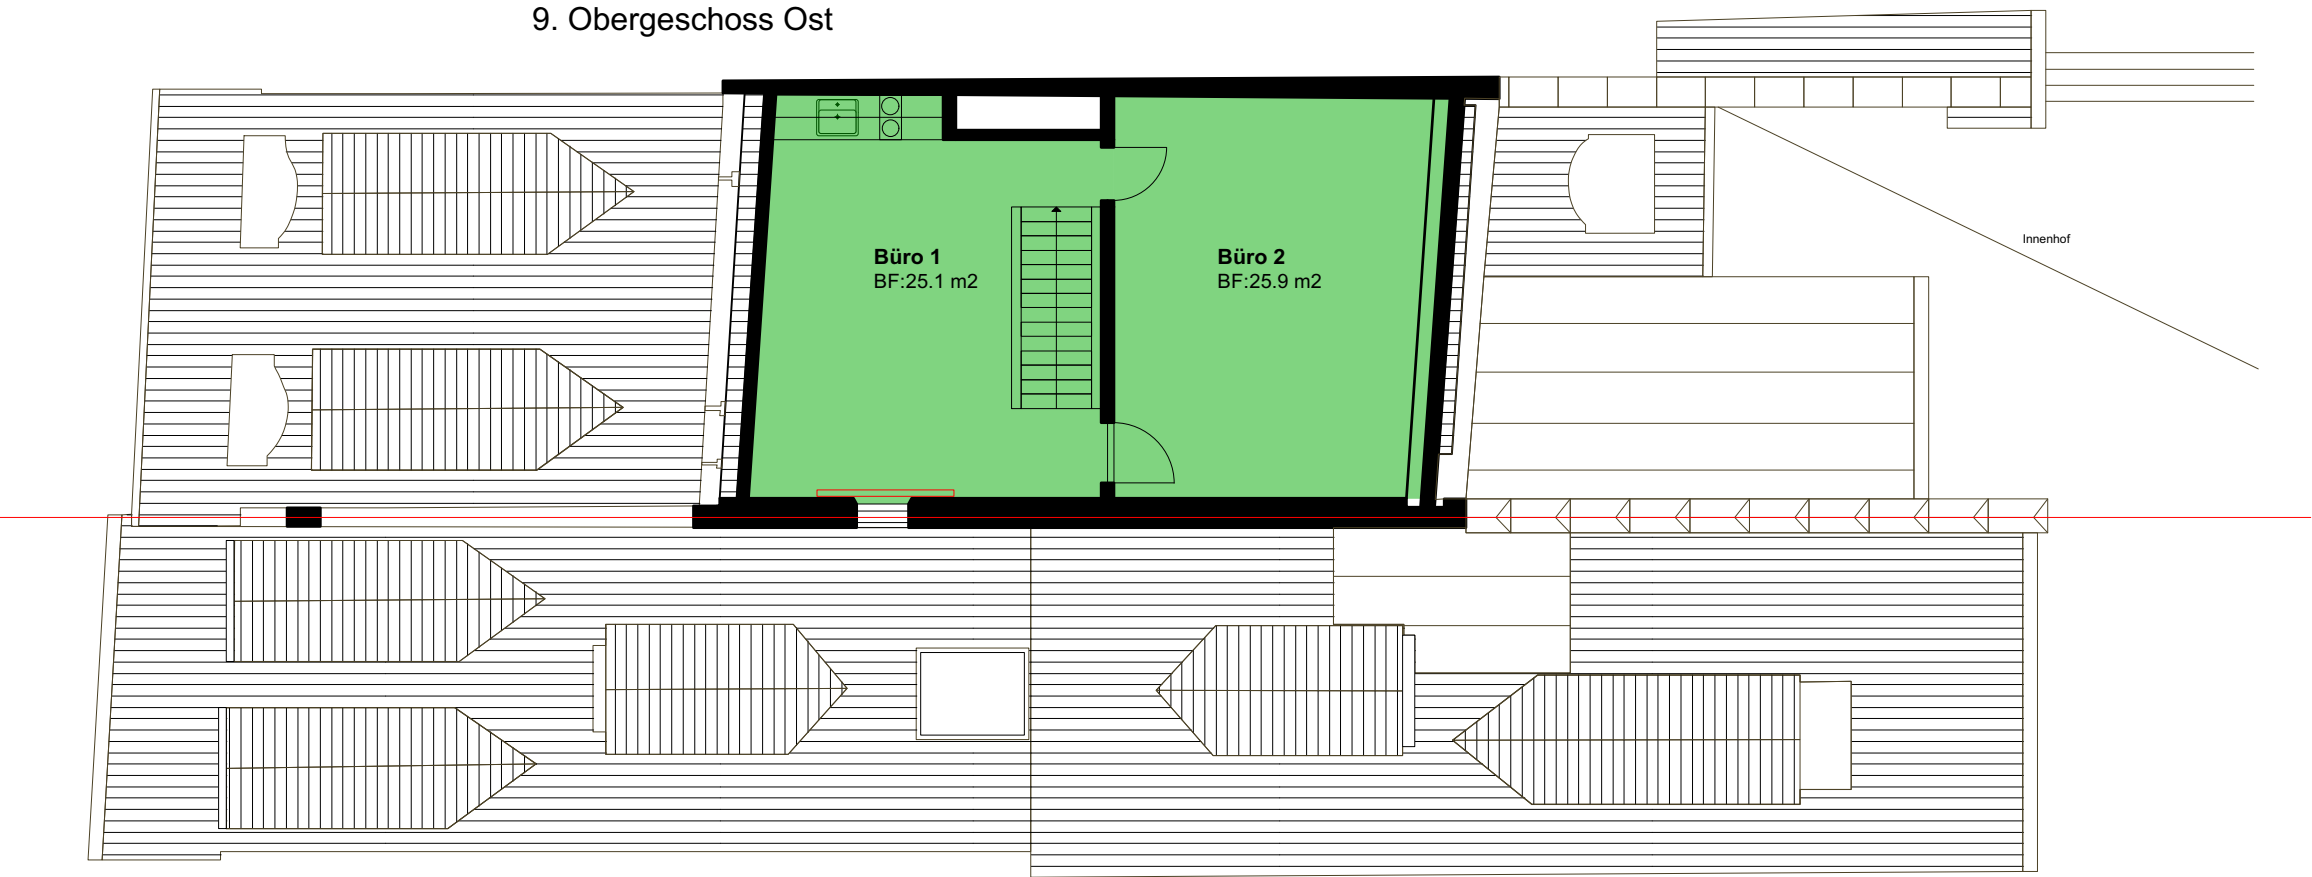 9. Obergeschoss Ost
Innenhof
Büro 1
BF:25.1 m2
Büro 2
BF:25.9 m2